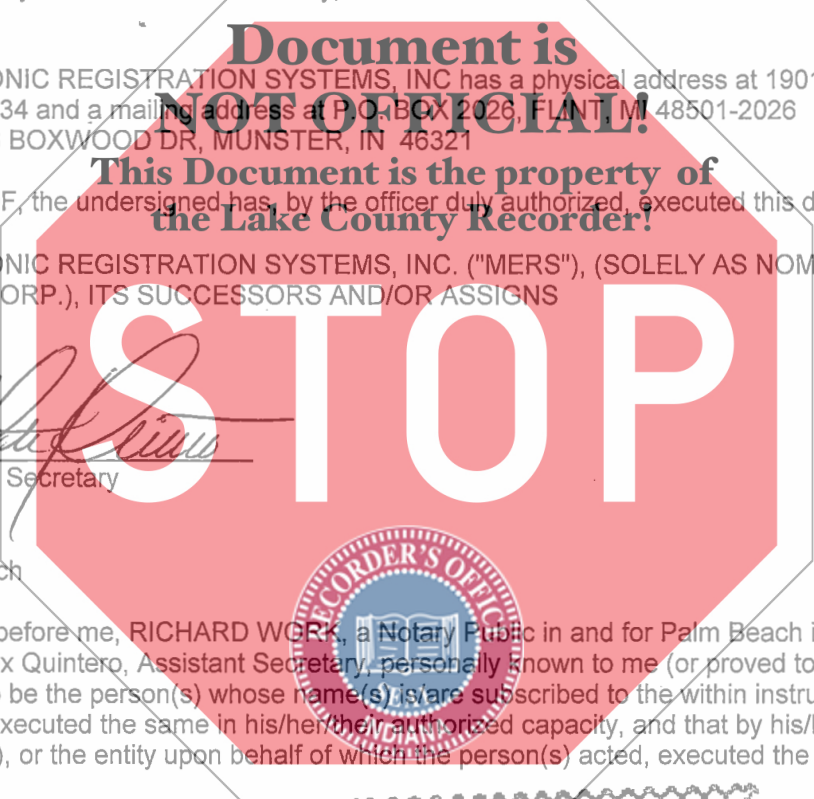 Document is
ONIC REGISTRATION SYSTEMS, INC has a physical address at 1901
34 and a mailing address at P.O. BOX 2026, FLINT, MI 48501-2026
NOT OFFICIAL!
BOXWOOD DR, MUNSTER, IN 46321
This Document is the property of
F, the undersigned has, by the officer duly authorized, executed this d
the Lake County Recorder!
ONIC REGISTRATION SYSTEMS, INC. ("MERS"), (SOLELY AS NOM
ORP.), ITS SUCCESSORS AND/OR ASSIGNS
STOP
Secretary
ch
RECORDER'S OFFICE
before me, RICHARD WORK, a Notary Public in and for Palm Beach i
x Quintero, Assistant Secretary, personally known to me (or proved to
SEAL
o be the person(s) whose name(s) is/are subscribed to the within instru
INDIANA
xecuted the same in his/her/their authorized capacity, and that by his/
), or the entity upon behalf of which the person(s) acted, executed the